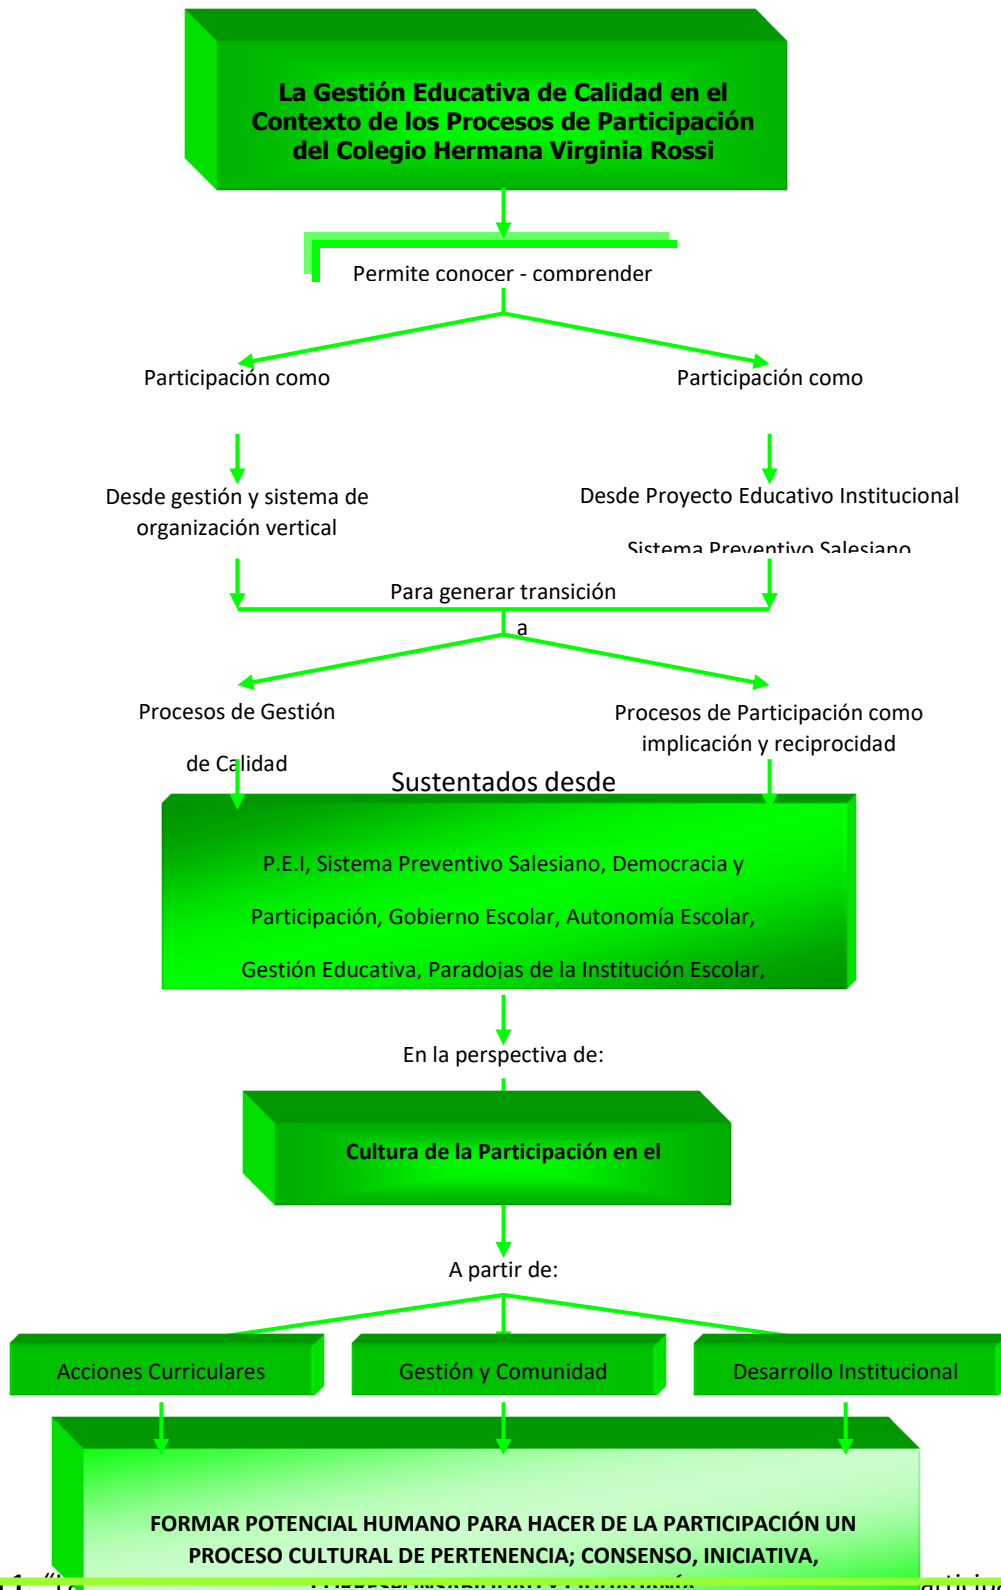 La Gestión Educativa de Calidad en el
Contexto de los Procesos de Participación
del Colegio Hermana Virginia Rossi
Permite conocer - comprender
Participación como
Participación como
Desde gestión y sistema de
organización vertical
Desde Proyecto Educativo Institucional
Sistema Preventivo Salesiano
Para generar transición
a
Procesos de Gestión
de Calidad
Procesos de Participación como
implicación y reciprocidad
Sustentados desde
P.E.I, Sistema Preventivo Salesiano, Democracia y
Participación, Gobierno Escolar, Autonomía Escolar,
Gestión Educativa, Paradojas de la Institución Escolar,
En la perspectiva de:
Cultura de la Participación en el
A partir de:
Acciones Curriculares
Gestión y Comunidad
Desarrollo Institucional
FORMAR POTENCIAL HUMANO PARA HACER DE LA PARTICIPACIÓN UN
PROCESO CULTURAL DE PERTENENCIA; CONSENSO, INICIATIVA,